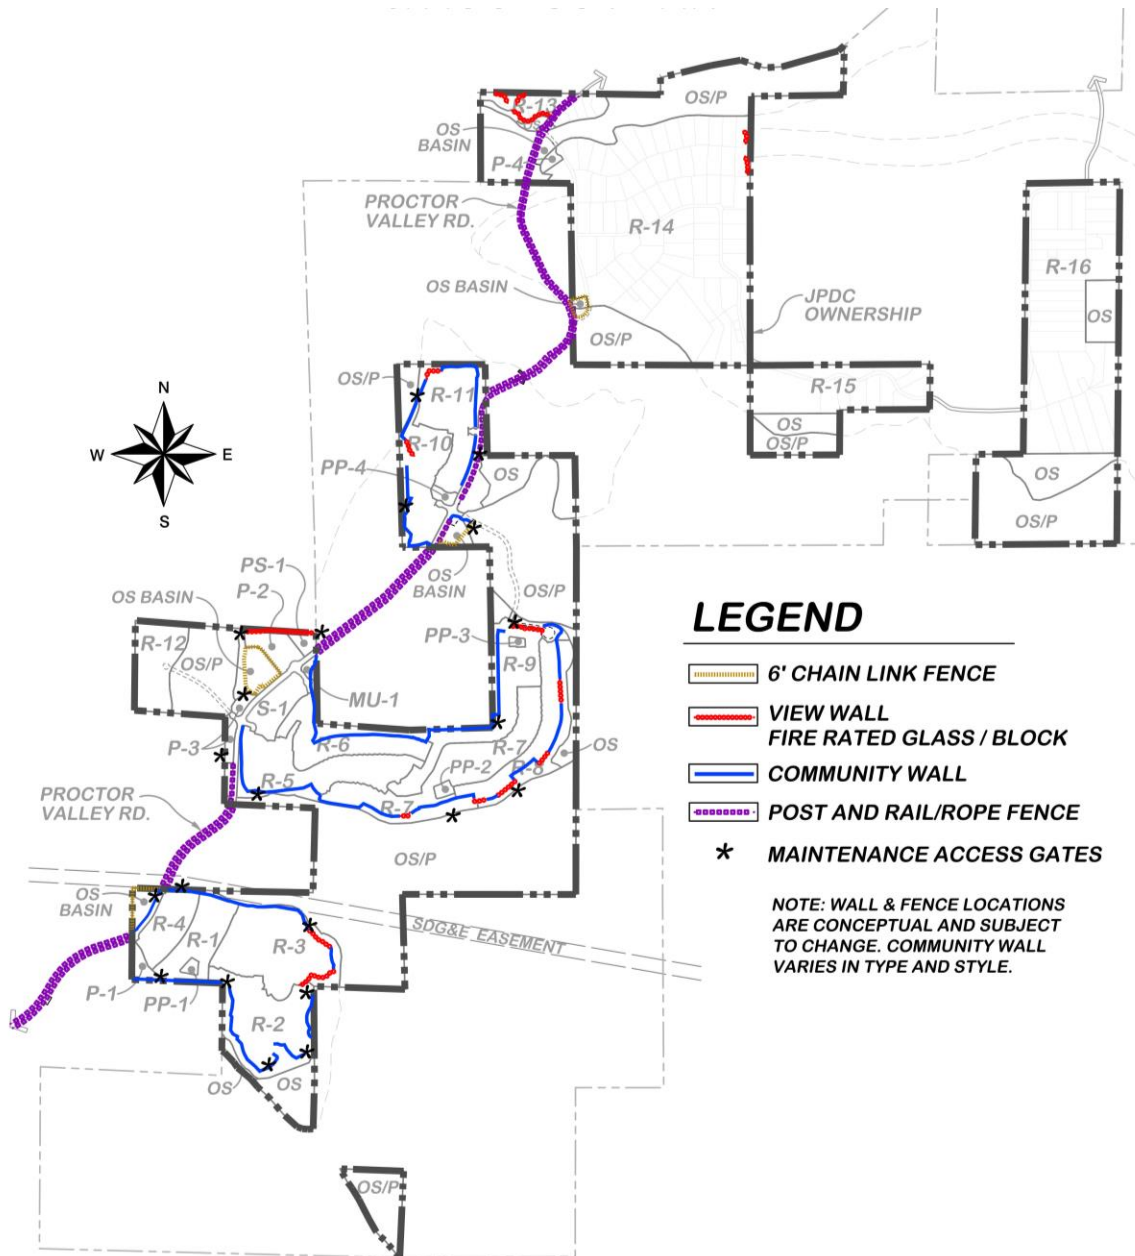 R-13
OS/P
OS
BASIN
OS
P-4
PROCTOR
VALLEY RD.
R-14
R-16
OS BASIN
OS
JPDC
OWNERSHIP
OS/P
OS/P
R-11
R-15
N
R-10
OS
OS/P
W
E
PP-4
OS
OS
S
OS/P
PS-1
P-2
OS
BASIN
OS/P
OS BASIN
R-12
OS/P
PP-3
R-9
MU-1
S-1
P-3
R-6
R-7
OS
R-5
PP-2
R-8
R-7
PROCTOR
VALLEY RD.
OS/P
OS
BASIN
R-4
R-1
R-3
SDG&E EASEMENT
P-1
PP-1
R-2
OS
OS
OS/P
LEGEND
6' CHAIN LINK FENCE
VIEW WALL
FIRE RATED GLASS / BLOCK
COMMUNITY WALL
POST AND RAIL/ROPE FENCE
* MAINTENANCE ACCESS GATES
NOTE: WALL & FENCE LOCATIONS
ARE CONCEPTUAL AND SUBJECT
TO CHANGE. COMMUNITY WALL
VARIES IN TYPE AND STYLE.